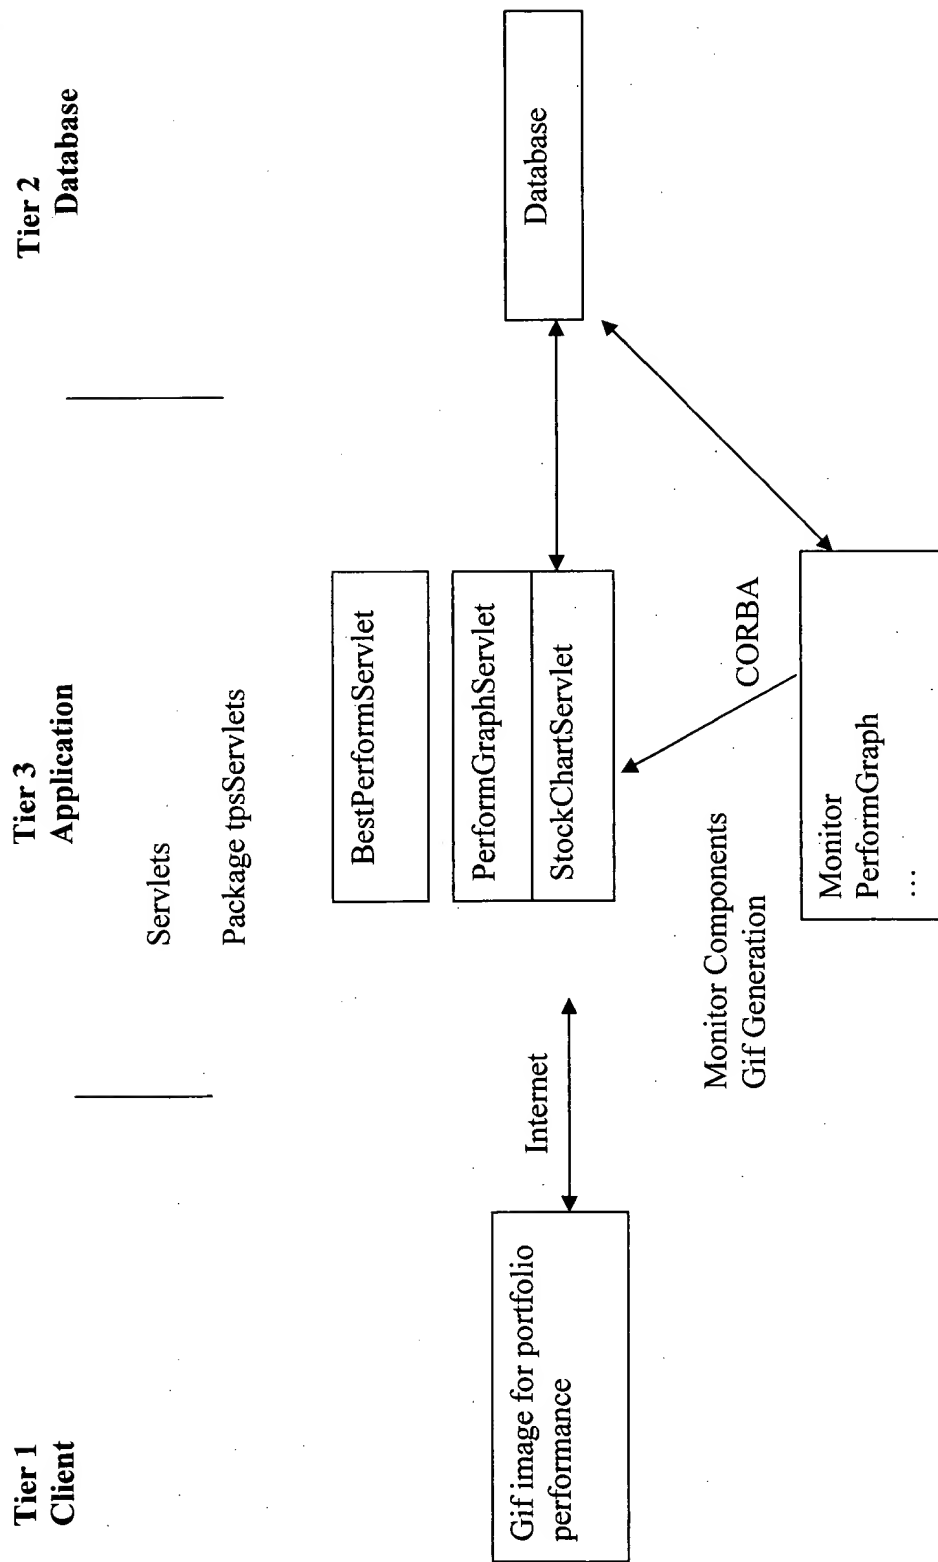 Tier 1
Client
Tier 3
Application
Tier 2
Database
Servlets
Package tpsServlets
BestPerformServlet
PerformGraphServlet
StockChartServlet
Database
Gif image for portfolio
performance
Internet
Monitor Components
Gif Generation
CORBA
Monitor
PerformGraph
…